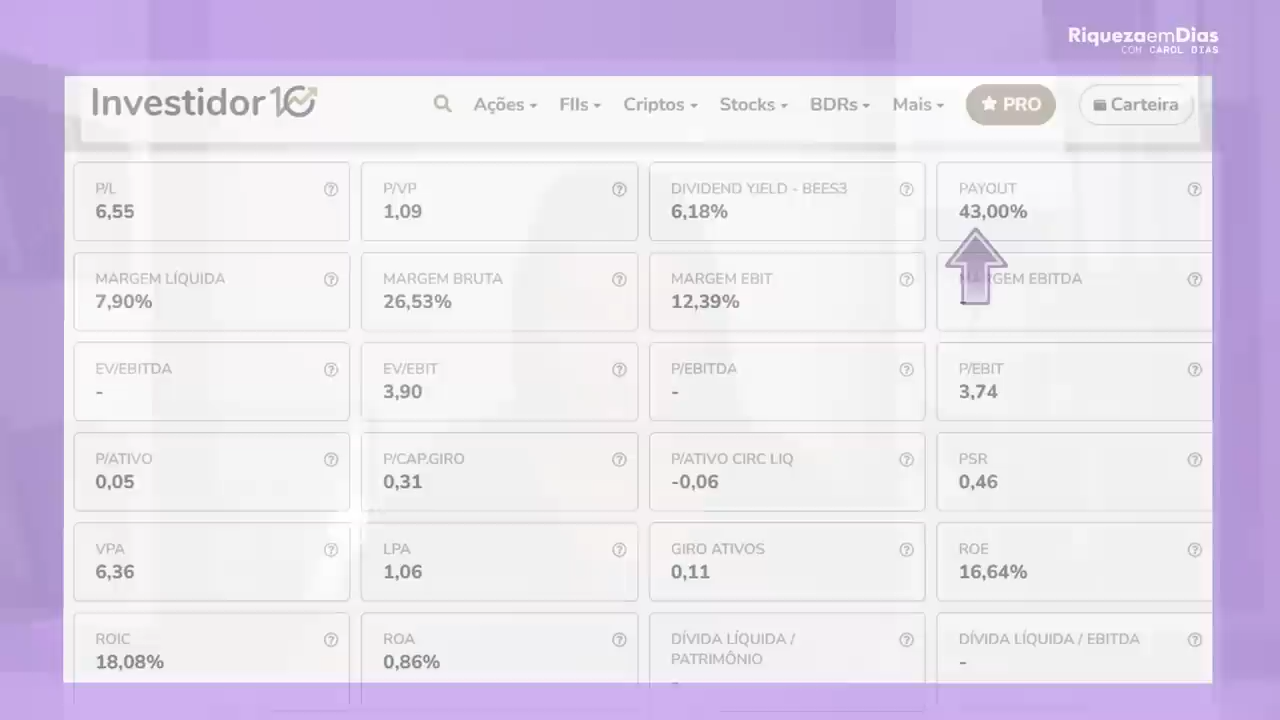 RiquezaemDias
COM CAROL DIAS
Investidor10
Ações FIIs Criptos Stocks BDRs Mais PRO Carteira
P/L P/VP DIVIDEND YIELD - BEES3 PAYOUT
6,55 1,09 6,18% 43,00%
MARGEM LÍQUIDA MARGEM BRUTA MARGEM EBIT MARGEM EBITDA
7,90% 26,53% 12,39% -
EV/EBITDA EV/EBIT P/EBITDA P/EBIT
- 3,90 - 3,74
P/ATIVO P/CAP.GIRO P/ATIVO CIRC LIQ PSR
0,05 0,31 -0,06 0,46
VPA LPA GIRO ATIVOS ROE
6,36 1,06 0,11 16,64%
ROIC ROA DÍVIDA LÍQUIDA / DÍVIDA LÍQUIDA / EBITDA
PATRIMÔNIO
18,08% 0,86% - -